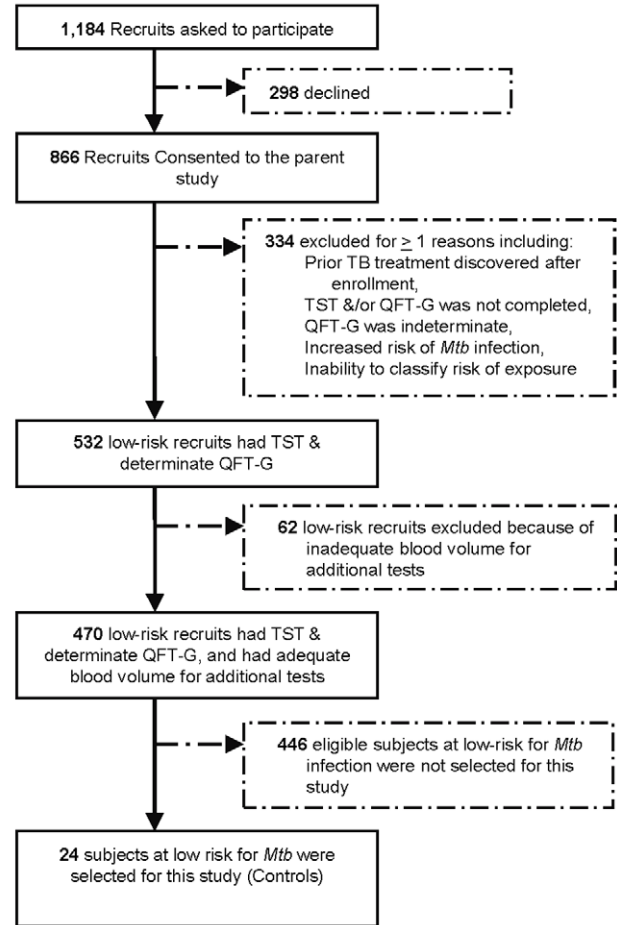 1,184 Recruits asked to participate
298 declined
866 Recruits Consented to the parent
study
334 excluded for ≥ 1 reasons including:
Prior TB treatment discovered after
enrollment,
TST &/or QFT-G was not completed,
QFT-G was indeterminate,
Increased risk of Mtb infection,
Inability to classify risk of exposure
532 low-risk recruits had TST &
determinate QFT-G
62 low-risk recruits excluded because of
inadequate blood volume for
additional tests
470 low-risk recruits had TST &
determinate QFT-G, and had adequate
blood volume for additional tests
446 eligible subjects at low-risk for Mtb
infection were not selected for this
study
24 subjects at low risk for Mtb were
selected for this study (Controls)